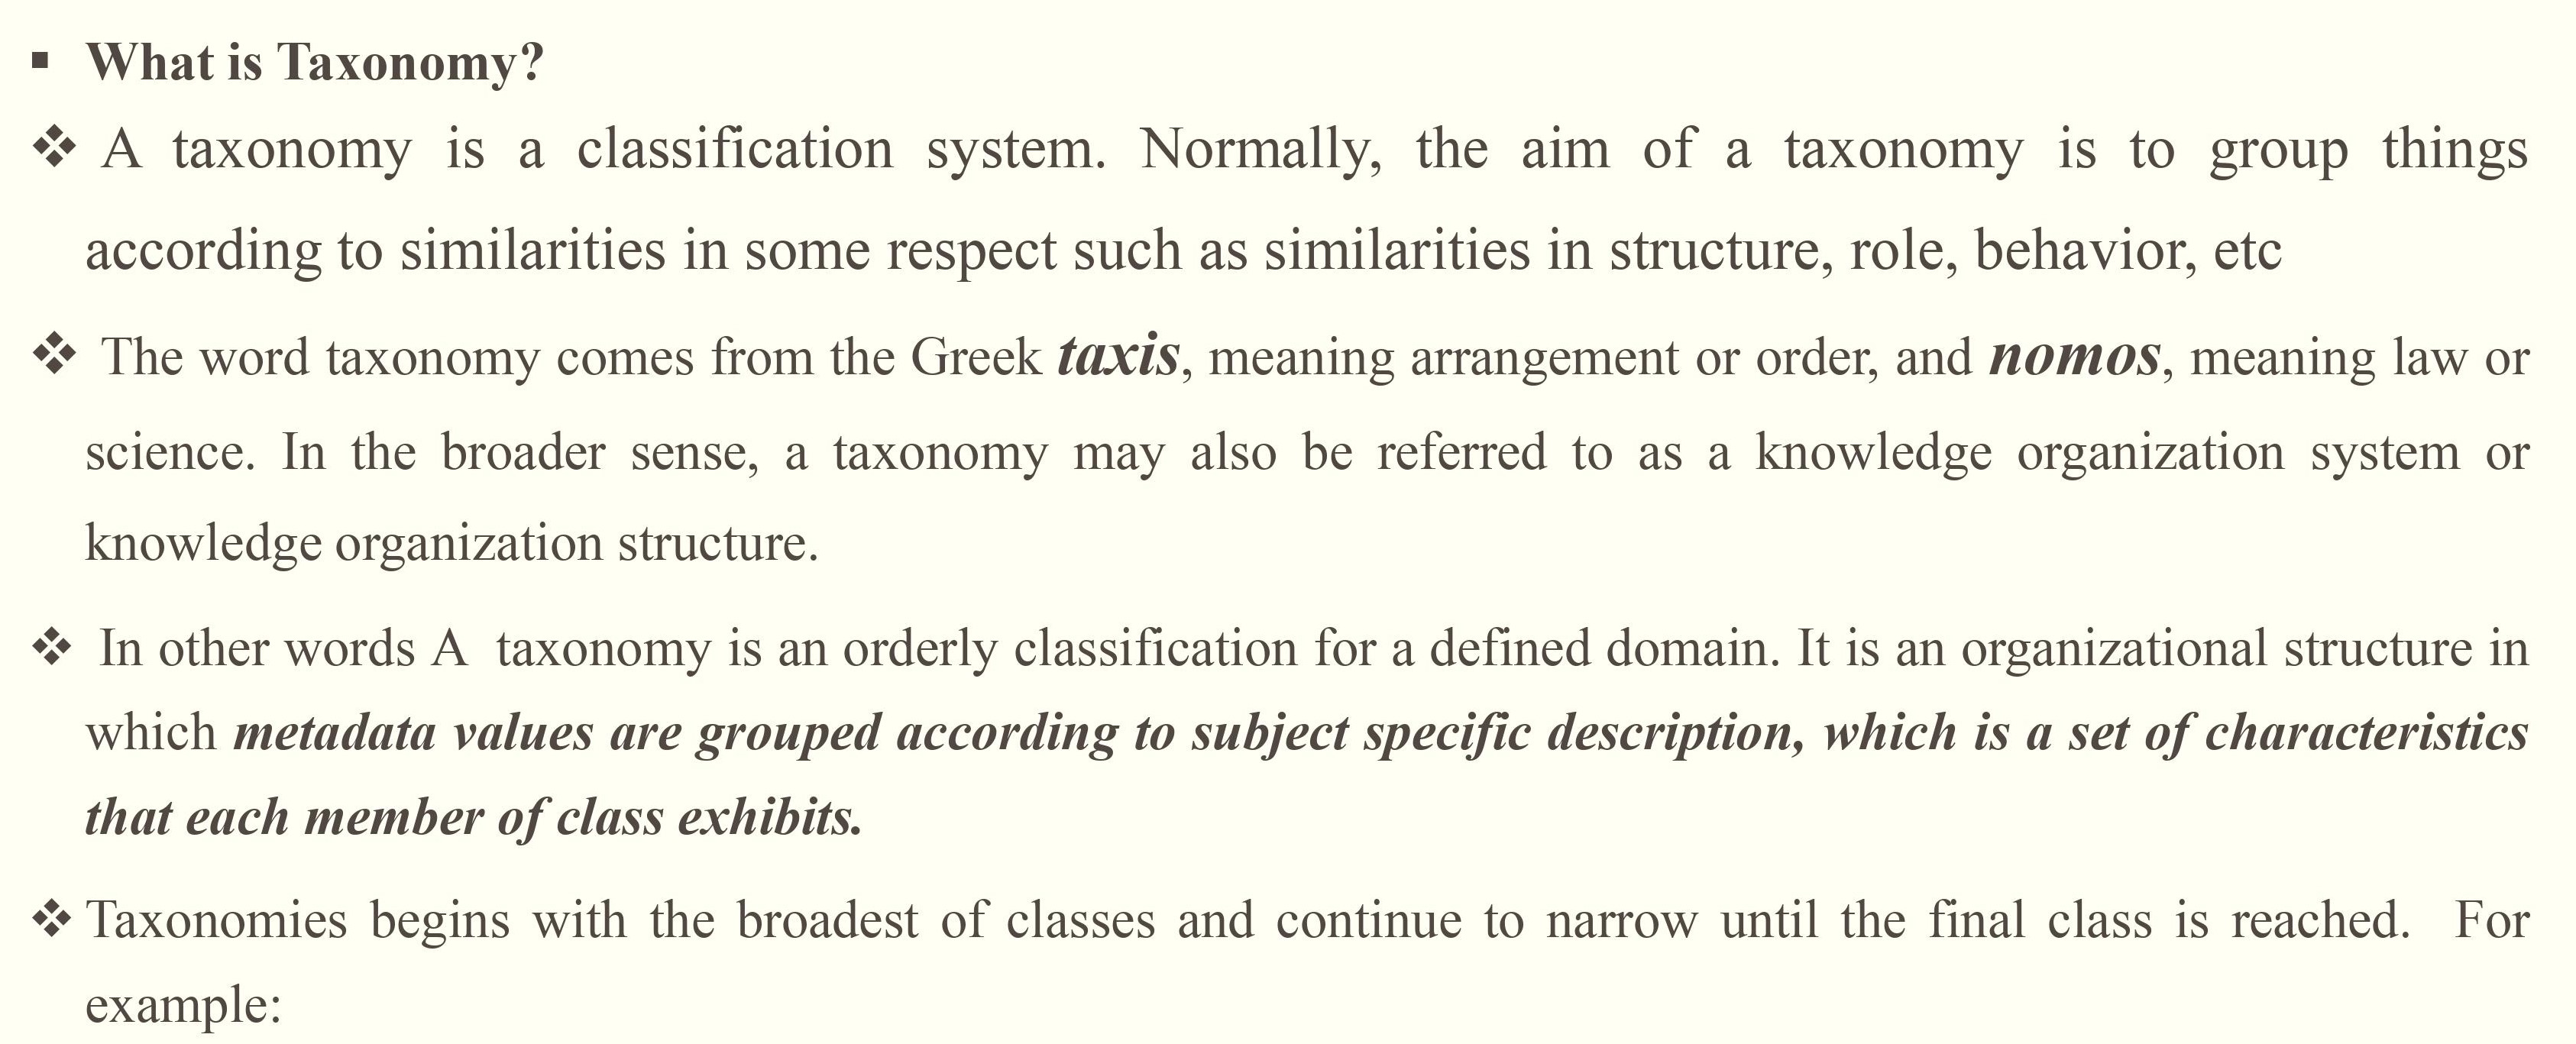 ▪ What is Taxonomy?
❖ A taxonomy is a classification system. Normally, the aim of a taxonomy is to group things
according to similarities in some respect such as similarities in structure, role, behavior, etc
❖ The word taxonomy comes from the Greek taxis, meaning arrangement or order, and nomos, meaning law or
science. In the broader sense, a taxonomy may also be referred to as a knowledge organization system or
knowledge organization structure.
❖ In other words A  taxonomy is an orderly classification for a defined domain. It is an organizational structure in
which metadata values are grouped according to subject specific description, which is a set of characteristics
that each member of class exhibits.
❖ Taxonomies begins with the broadest of classes and continue to narrow until the final class is reached.  For
example: